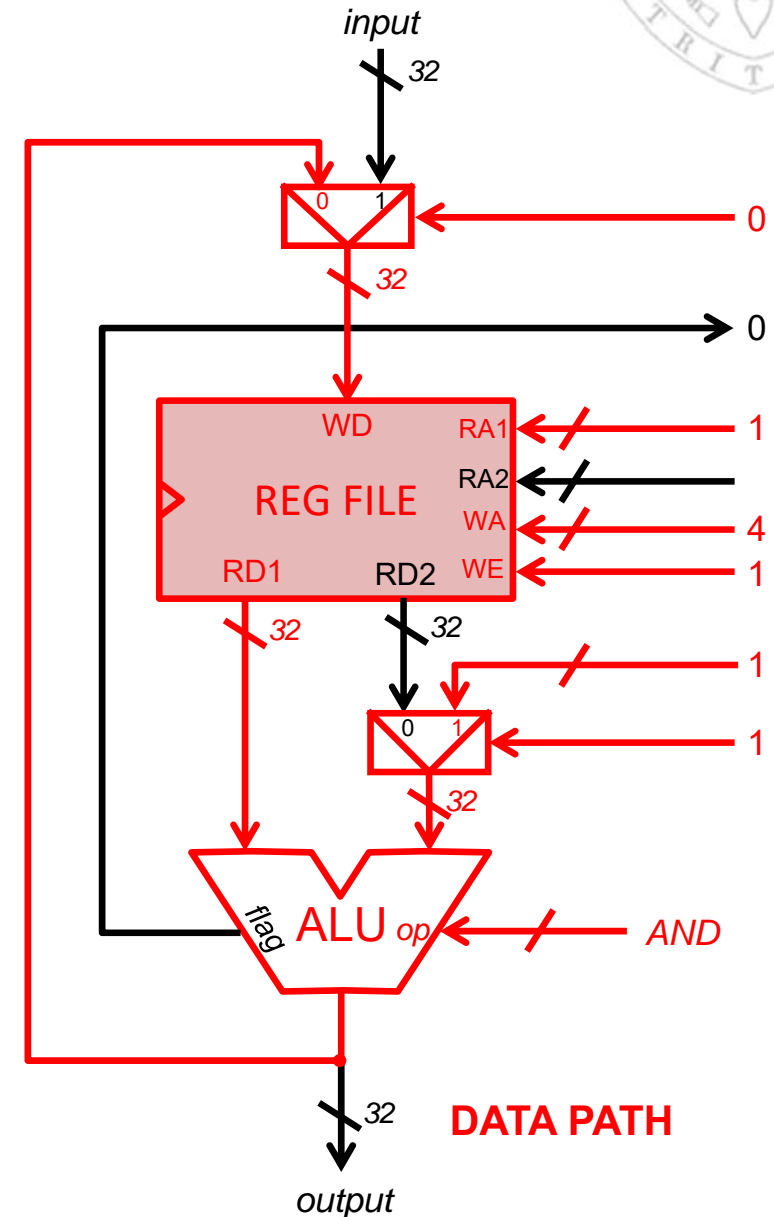 input
32
T R I T
0 1
0
32
0
WD
RA1
1
RA2
REG FILE
WA
4
RD1
RD2
WE
1
32
32
1
0 1
1
32
flag
ALU
op
AND
32
DATA PATH
output